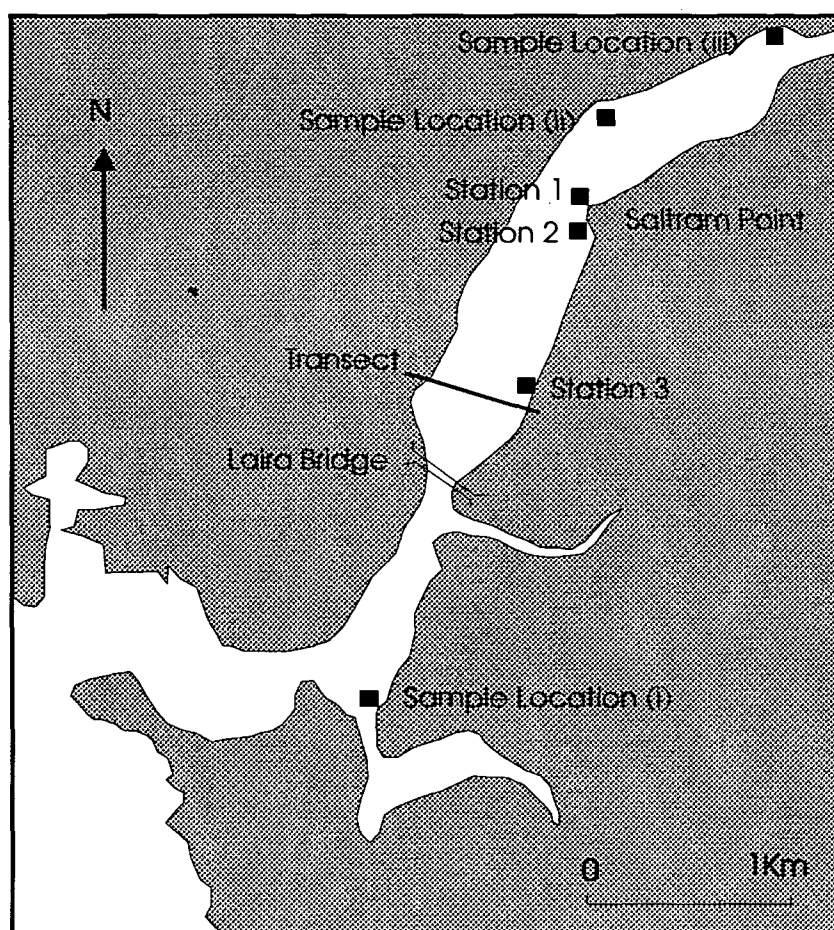 Sample Location (iii)
N
Sample Location (ii)
Station 1
Saltram Point
Station 2
Transect
Station 3
Laira Bridge
Sample Location (i)
0 1Km